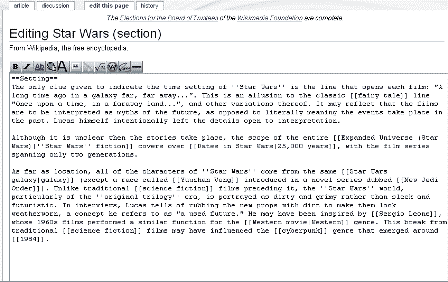 article discussion edit this page history
The Elections for the Board of Trustees of the Wikimedia Foundation are complete.
Editing Star Wars (section)
From Wikipedia, the free encyclopedia.
==Setting==
The only clue given to indicate the time setting of ''Star Wars'' is the line that opens each film: "A
long time ago in a galaxy far, far away...". This is an allusion to the classic [[fairy tale]] line
"Once upon a time, in a faraway land...", and other variations thereof. It may reflect that the films
are to be interpreted as myths of the future, as opposed to literally meaning the events take place in
the past. Lucas himself intentionally left the details open to interpretation.
Although it is unclear when the stories take place, the scope of the entire [[Expanded Universe (Star
Wars)|''Star Wars'' fiction]] covers over [[Dates in Star Wars|25,000 years]], with the film series
spanning only two generations.
As far as location, all of the characters of ''Star Wars'' come from the same [[Star Wars
galaxy|galaxy]] (except a race called [[Yuuzhan Vong]] introduced in a novel series dubbed [[New Jedi
Order]]). Unlike traditional [[science fiction]] films preceding it, the ''Star Wars'' world,
particularly of the ''original trilogy'' era, is portrayed as dirty and grimy rather than sleek and
futuristic. In interviews, Lucas tells of rubbing the new props with dirt to make them look
weatherworn, a concept he refers to as "a used future." He may have been inspired by [[Sergio Leone]],
whose 1960s films performed a similar function for the [[Western movie|Western]] genre. This break from
traditional [[science fiction]] films may have influenced the [[cyberpunk]] genre that emerged around
[[1984]].